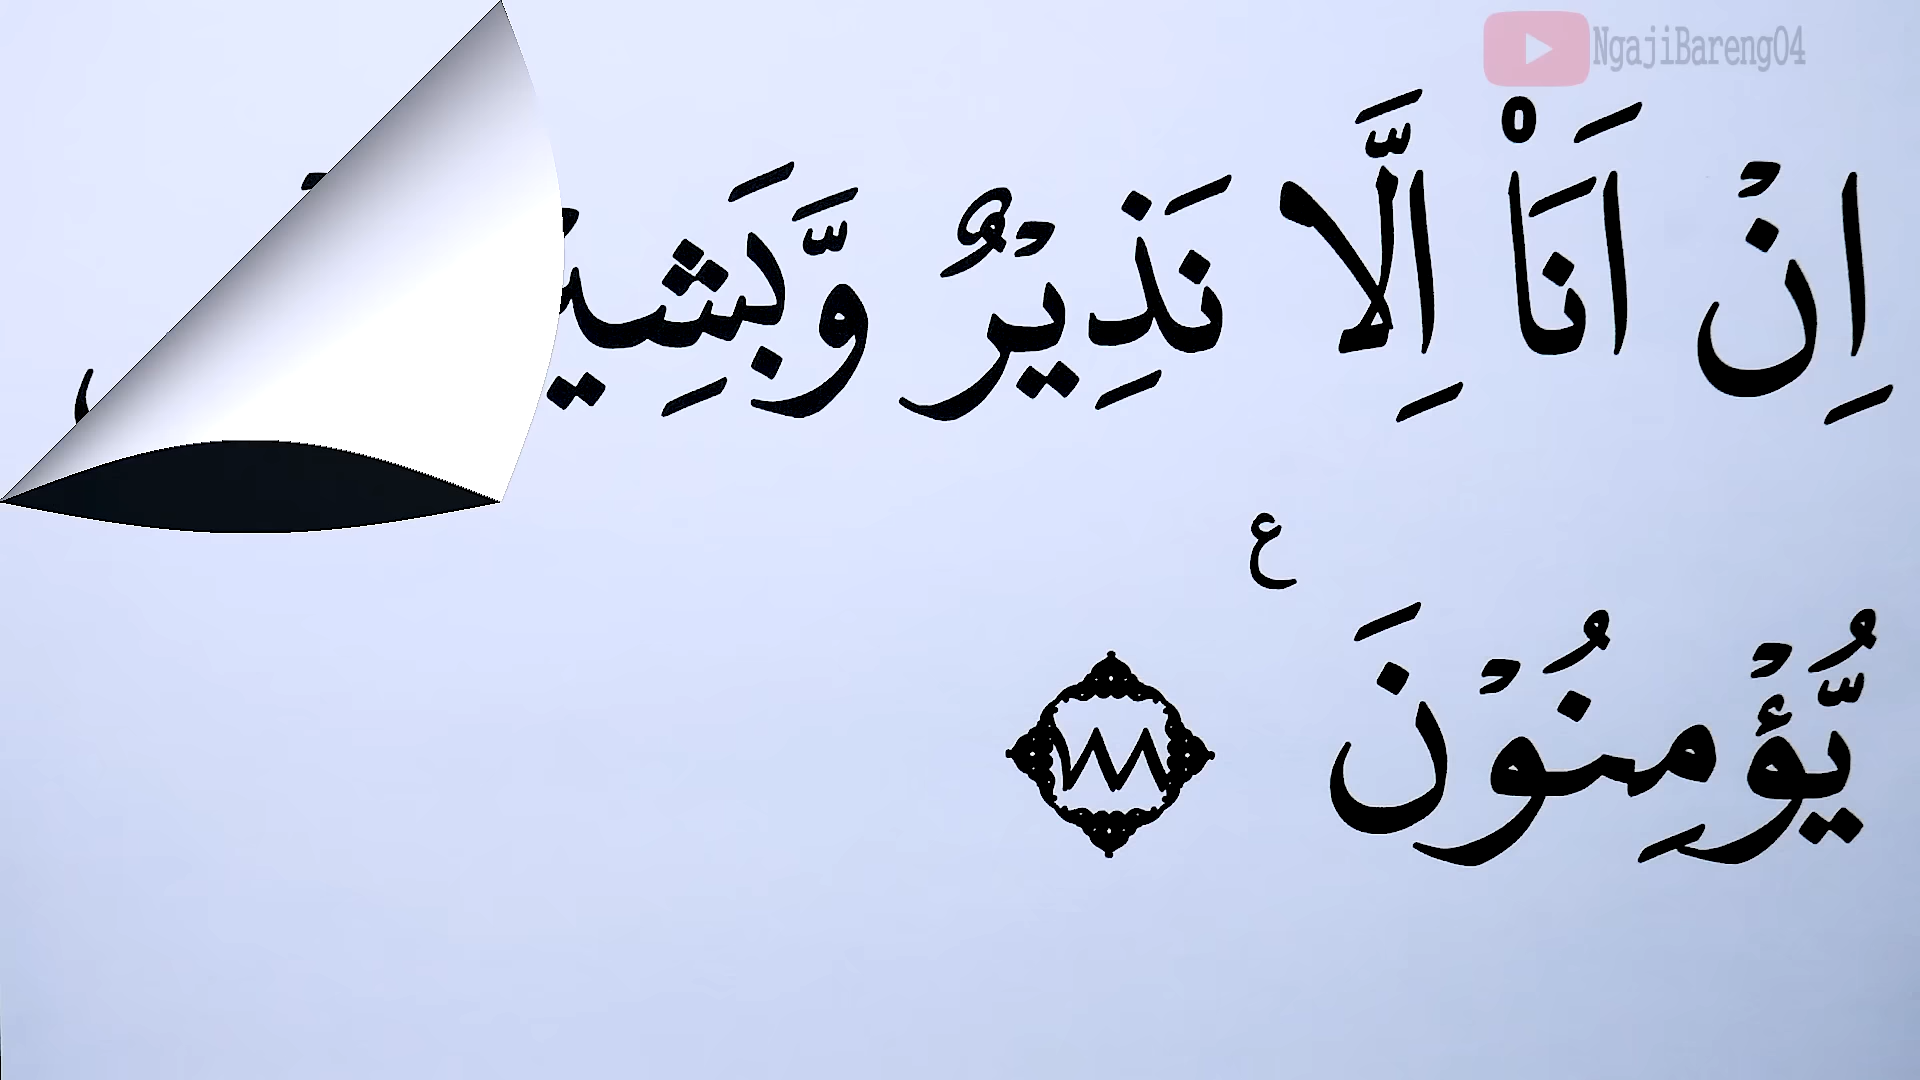 NgajiBareng04
اِنْ اَنَا۠ اِلَّا نَذِيْرٌ وَّبَشِيْ
يُّؤْمِنُوْنَ ࣖ ١٨٨